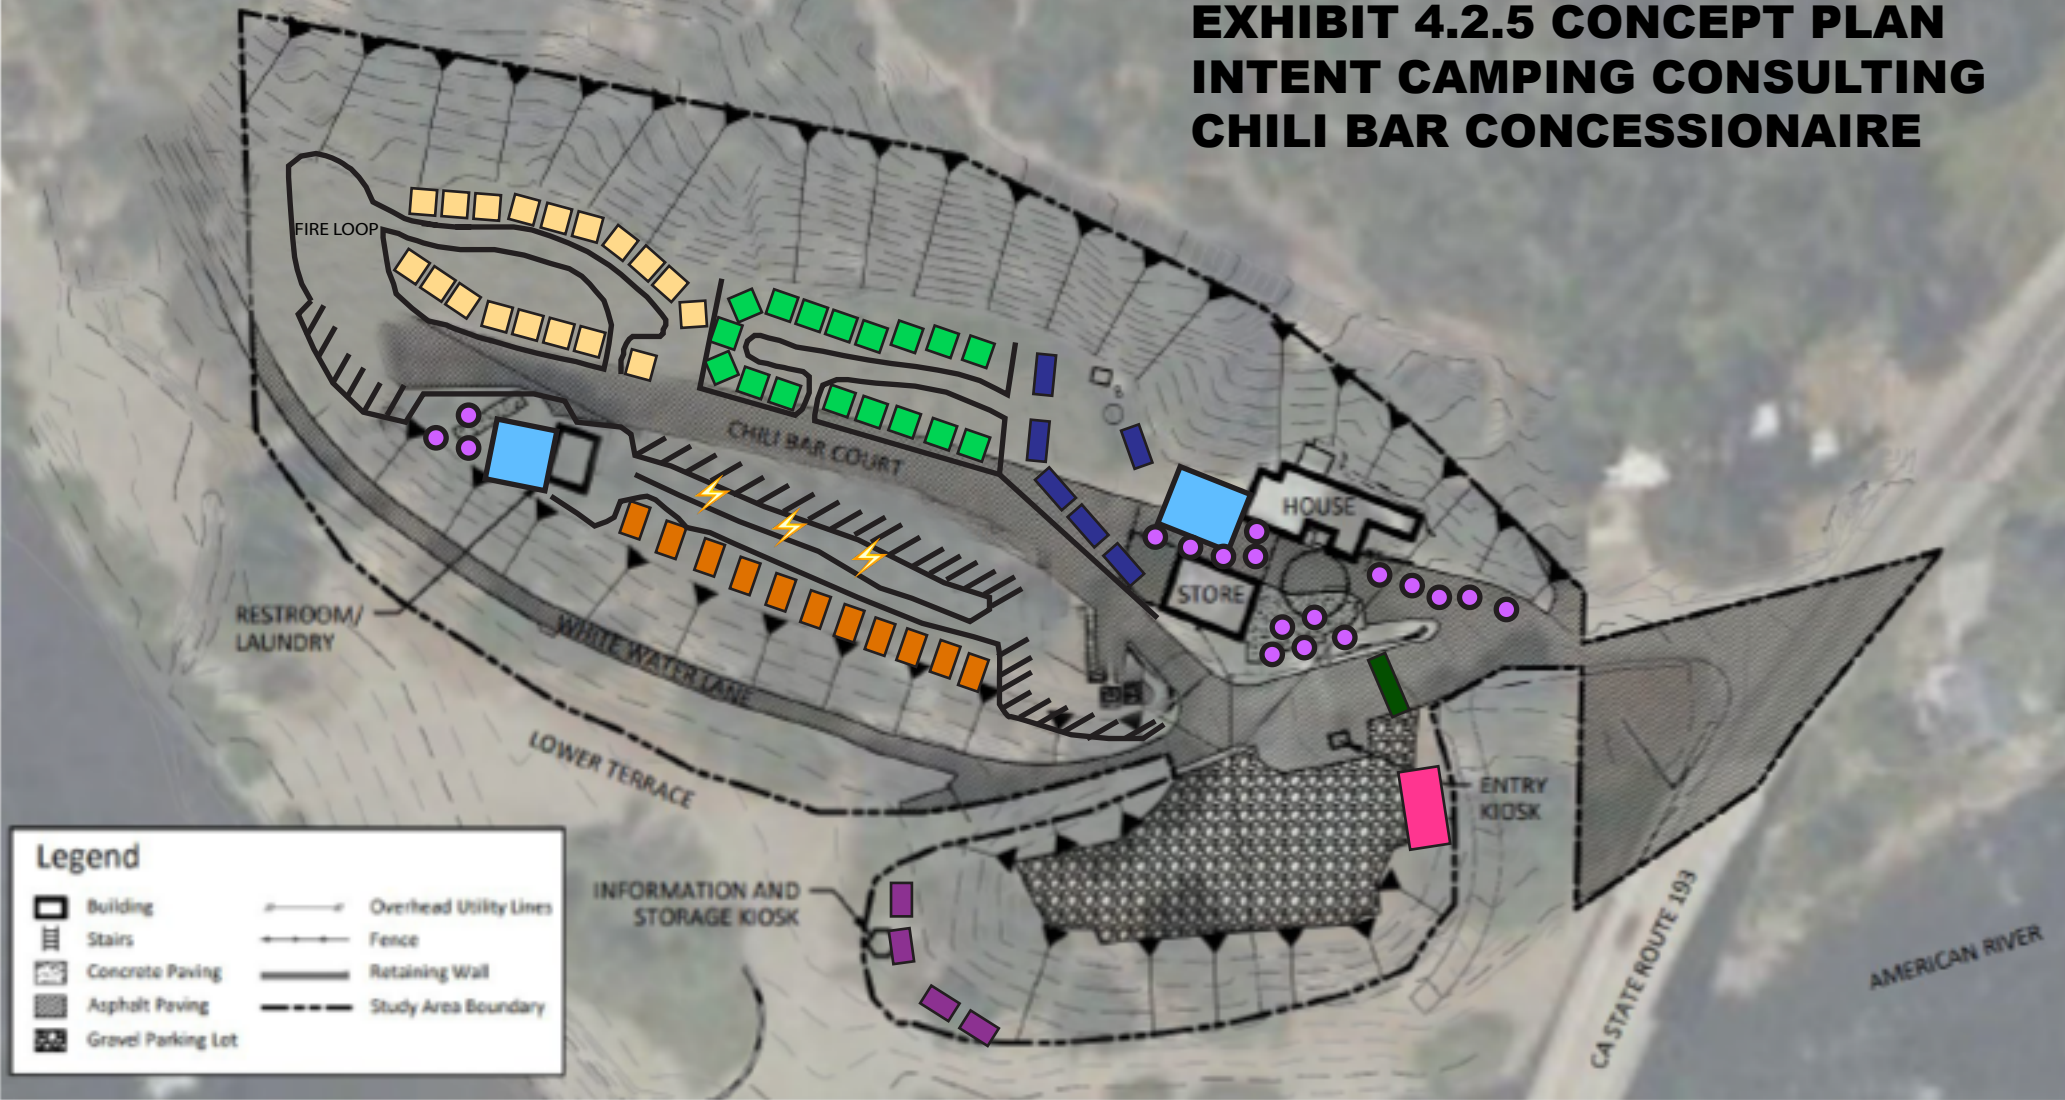 EXHIBIT 4.2.5 CONCEPT PLAN
INTENT CAMPING CONSULTING
CHILI BAR CONCESSIONAIRE
FIRE LOOP
CHILI BAR COURT
HOUSE
STORE
RESTROOM/
LAUNDRY
WHITE WATER LANE
LOWER TERRACE
ENTRY
KIOSK
INFORMATION AND
STORAGE KIOSK
CA STATE ROUTE 193
AMERICAN RIVER
Legend
Building
Overhead Utility Lines
Stairs
Fence
Concrete Paving
Retaining Wall
Asphalt Paving
Study Area Boundary
Gravel Parking Lot